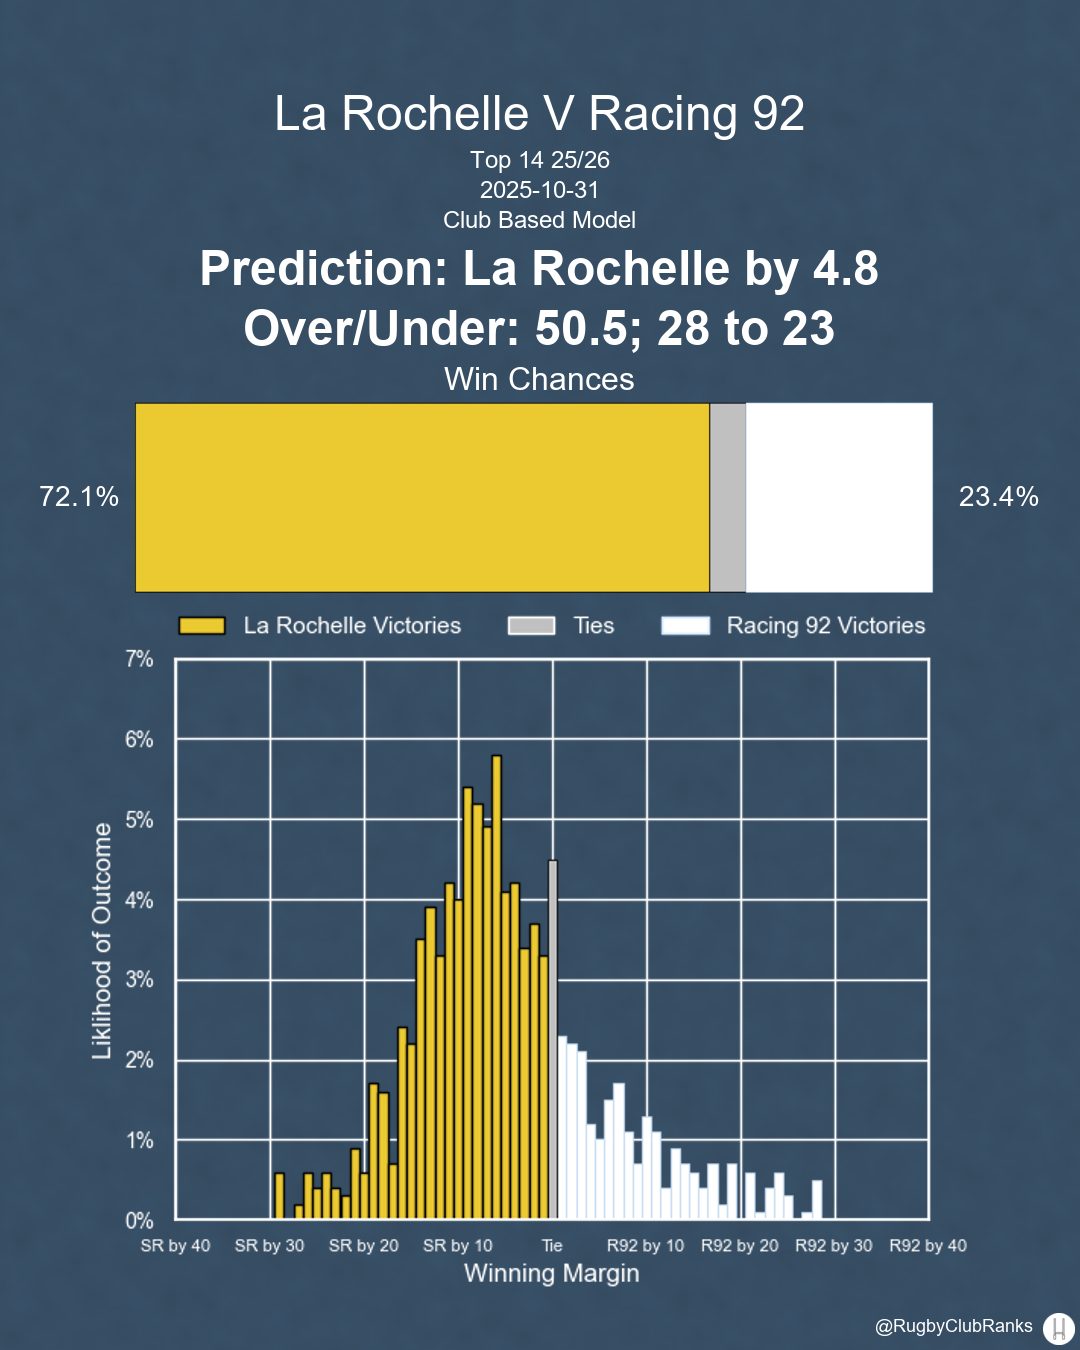 La Rochelle V Racing 92
Top 14 25/26
2025-10-31
Club Based Model
Prediction: La Rochelle by 4.8
Over/Under: 50.5; 28 to 23
Win Chances
72.1%
23.4%
La Rochelle Victories
Ties
Racing 92 Victories
7%
6%
5%
4%
3%
2%
1%
0%
Liklihood of Outcome
SR by 40
SR by 30
SR by 20
SR by 10
Tie
R92 by 10
R92 by 20
R92 by 30
R92 by 40
Winning Margin
@RugbyClubRanks